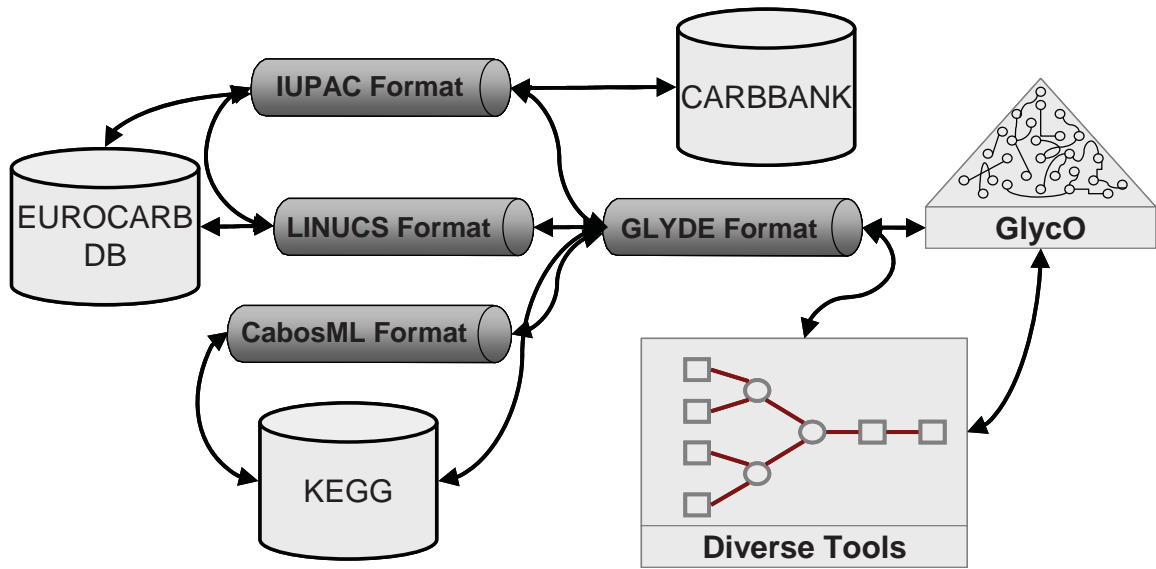 IUPAC Format
CARBBANK
EUROCARB
DB
LINUCS Format
GLYDE Format
GlycO
CabosML Format
KEGG
Diverse Tools